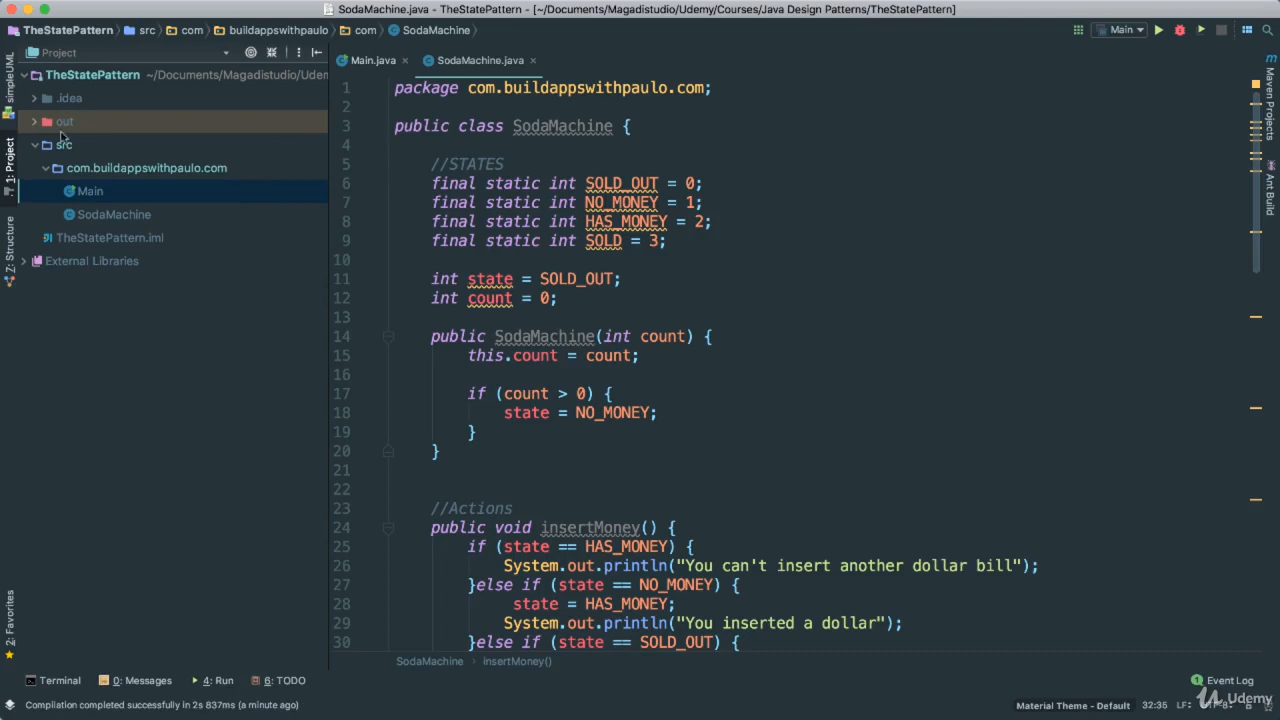 SodaMachine.java - TheStatePattern - [~/Documents/Magadistudio/Udemy/Courses/Java Design Patterns/TheStatePattern]
TheStatePattern src com buildappswithpaulo com SodaMachine Main
Project
Main.java SodaMachine.java
TheStatePattern ~/Documents/Magadistudio/Udem
.idea
out
src
com.buildappswithpaulo.com
Main
SodaMachine
TheStatePattern.iml
External Libraries
simpleUML
1: Project
Z: Structure
2: Favorites
1 package com.buildappswithpaulo.com;
2
3 public class SodaMachine {
4
5 //STATES
6 final static int SOLD_OUT = 0;
7 final static int NO_MONEY = 1;
8 final static int HAS_MONEY = 2;
9 final static int SOLD = 3;
10
11 int state = SOLD_OUT;
12 int count = 0;
13
14 public SodaMachine(int count) {
15 this.count = count;
16
17 if (count > 0) {
18 state = NO_MONEY;
19 }
20 }
21
22
23 //Actions
24 public void insertMoney() {
25 if (state == HAS_MONEY) {
26 System.out.println("You can't insert another dollar bill");
27 }else if (state == NO_MONEY) {
28 state = HAS_MONEY;
29 System.out.println("You inserted a dollar");
30 }else if (state == SOLD_OUT) {
SodaMachine insertMoney()
m
Maven Projects
Ant Build
Terminal 0: Messages 4: Run 6: TODO 1 Event Log
Compilation completed successfully in 2s 837ms (a minute ago) Material Theme - Default 32:35 LF: UTF-8:
Udemy